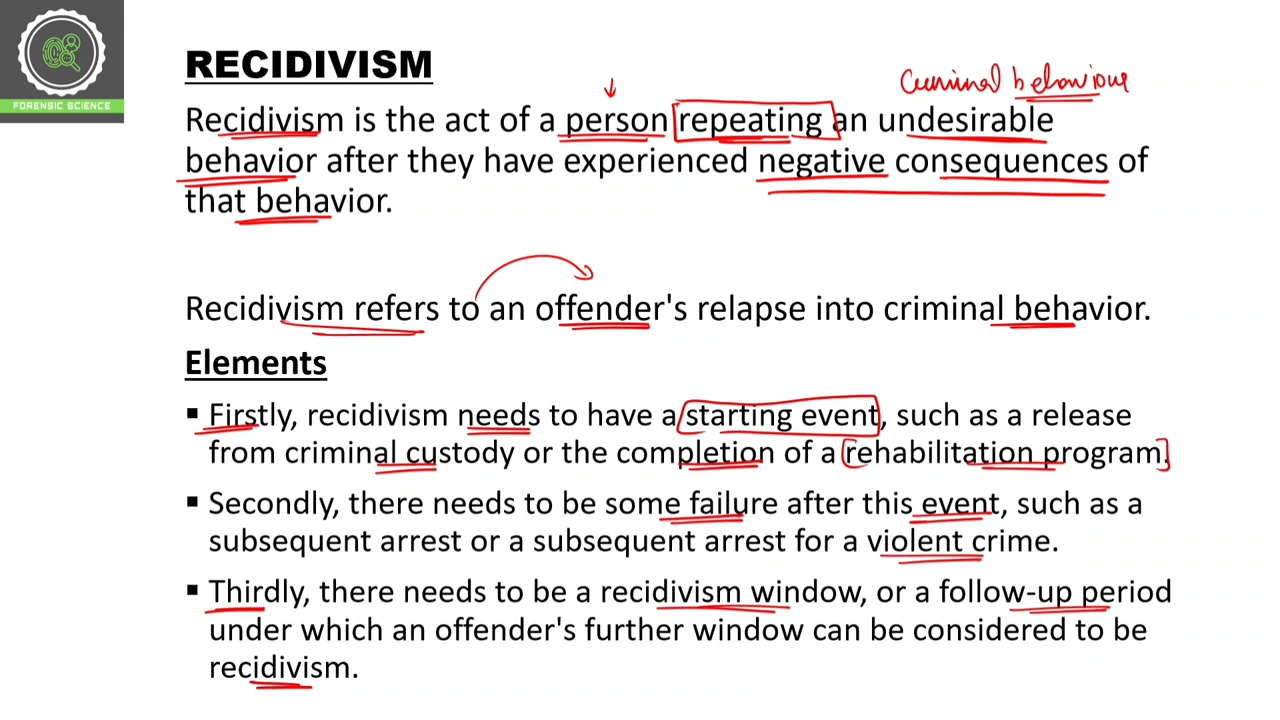 FORENSIC SCIENCE
RECIDIVISM
Criminal behaviour
Recidivism is the act of a person repeating an undesirable
behavior after they have experienced negative consequences of
that behavior.
Recidivism refers to an offender's relapse into criminal behavior.
Elements
▪ Firstly, recidivism needs to have a starting event, such as a release
from criminal custody or the completion of a rehabilitation program.
▪ Secondly, there needs to be some failure after this event, such as a
subsequent arrest or a subsequent arrest for a violent crime.
▪ Thirdly, there needs to be a recidivism window, or a follow-up period
under which an offender's further window can be considered to be
recidivism.